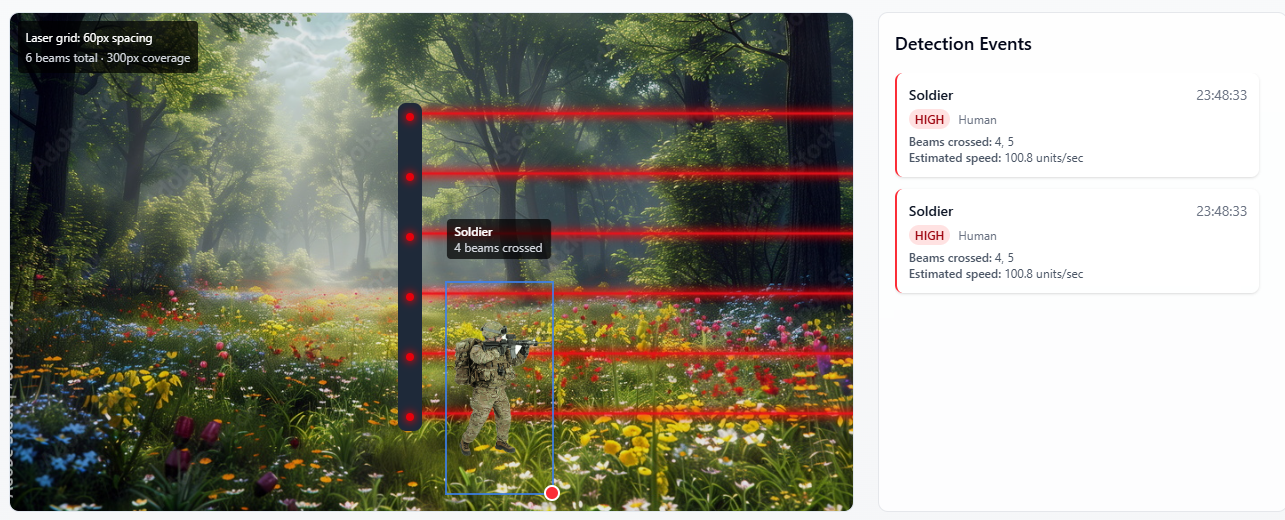 Laser grid: 60px spacing
6 beams total · 300px coverage
Soldier
4 beams crossed
Detection Events
Soldier 23:48:33
HIGH Human
Beams crossed: 4, 5
Estimated speed: 100.8 units/sec
Soldier 23:48:33
HIGH Human
Beams crossed: 4, 5
Estimated speed: 100.8 units/sec